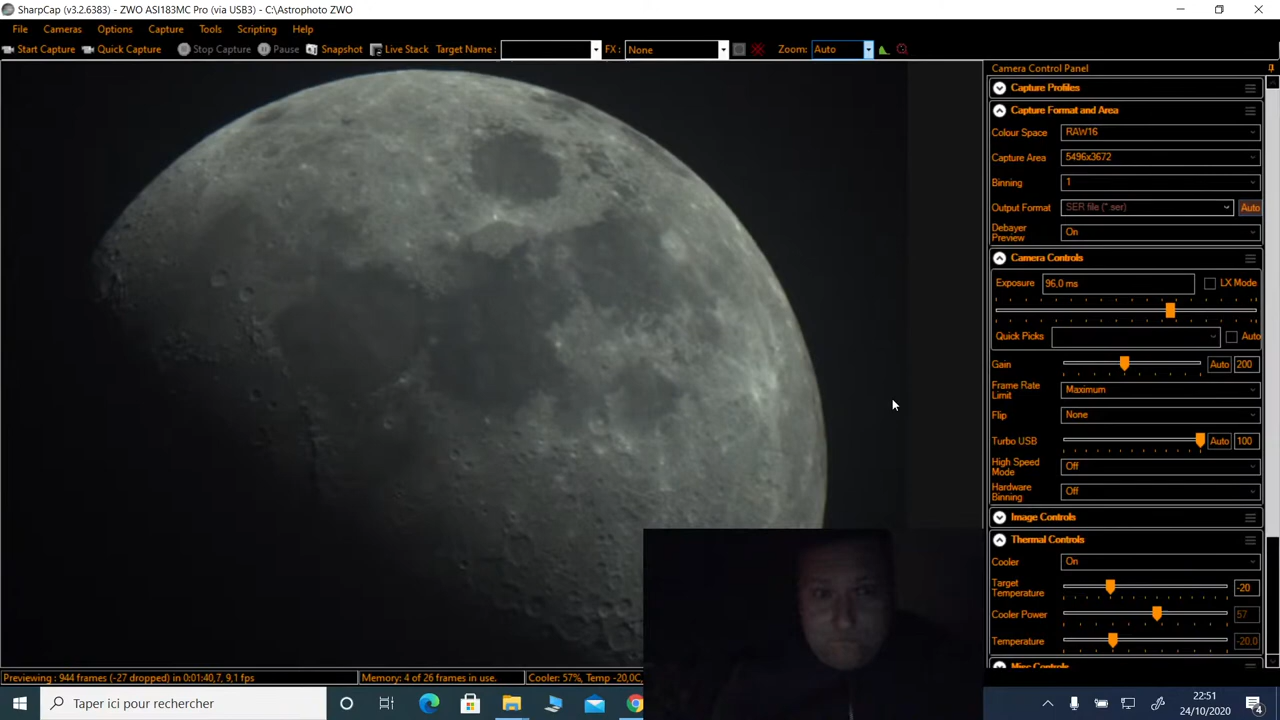 SharpCap (v3.2.6383) - ZWO ASI183MC Pro (via USB3) - C:\Astrophoto ZWO
File Cameras Options Capture Tools Scripting Help
Start Capture Quick Capture Stop Capture Pause Snapshot Live Stack Target Name : FX : None Zoom: Auto
Camera Control Panel
Capture Profiles
Capture Format and Area
Colour Space RAW16
Capture Area 5496x3672
Binning 1
Output Format SER file (*.ser) Auto
Debayer
Preview On
Camera Controls
Exposure 96,0 ms LX Mode
Quick Picks Auto
Gain Auto 200
Frame Rate
Limit Maximum
Flip None
Turbo USB Auto 100
High Speed
Mode Off
Hardware
Binning Off
Image Controls
Thermal Controls
Cooler On
Target
Temperature -20
Cooler Power 57
Temperature -20.0
Misc Controls
Previewing : 944 frames (-27 dropped) in 0:01:40,7, 9,1 fps Memory: 4 of 26 frames in use. Cooler: 57%, Temp -20,0C,
Taper ici pour rechercher
22:51
24/10/2020
4